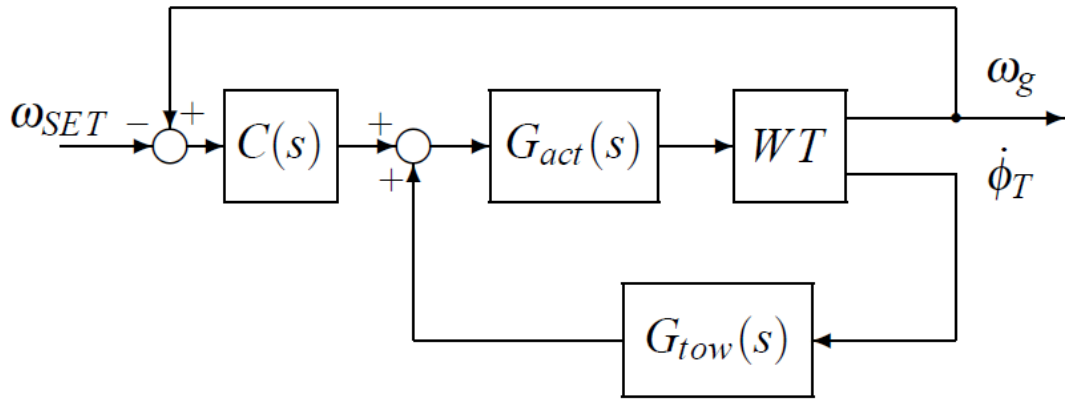 ω_SET
−
+
C(s)
+
+
G_act(s)
WT
ω_g
φ̇_T
G_tow(s)